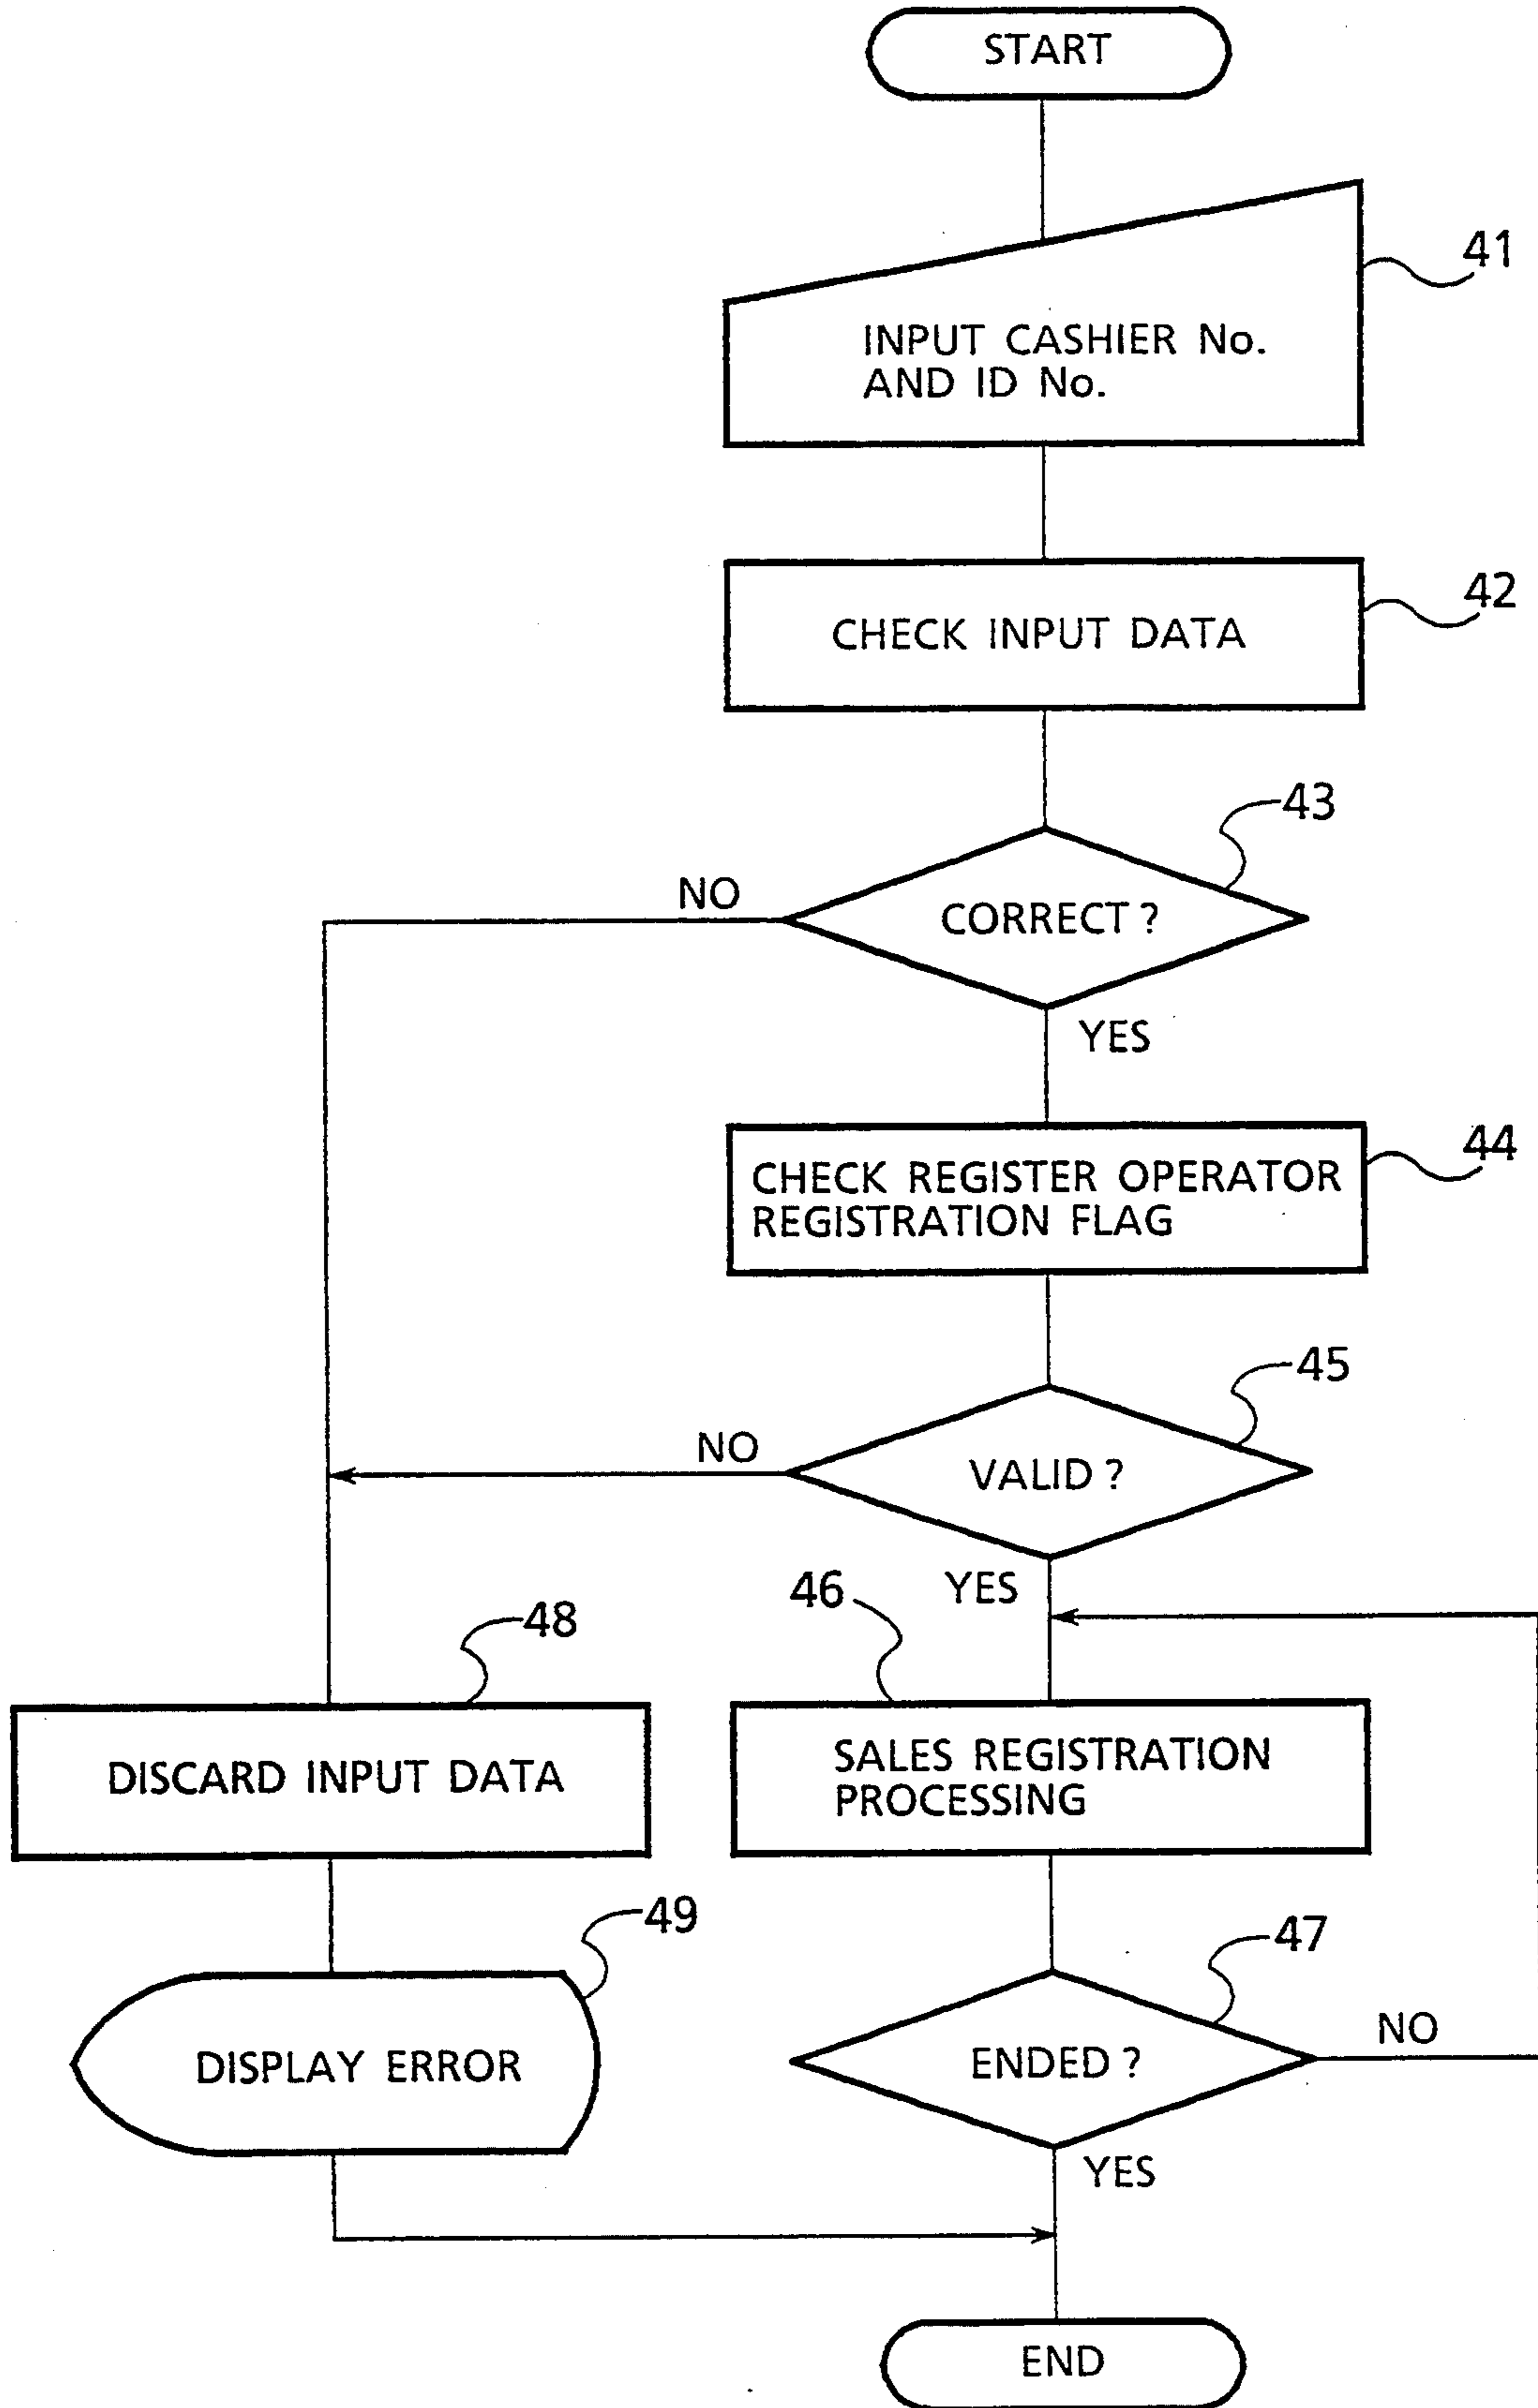 START
41
INPUT CASHIER No.
AND ID No.
42
CHECK INPUT DATA
43
NO
CORRECT ?
YES
44
CHECK REGISTER OPERATOR
REGISTRATION FLAG
45
NO
VALID ?
YES
46
48
SALES REGISTRATION
PROCESSING
DISCARD INPUT DATA
49
47
NO
ENDED ?
DISPLAY ERROR
YES
END